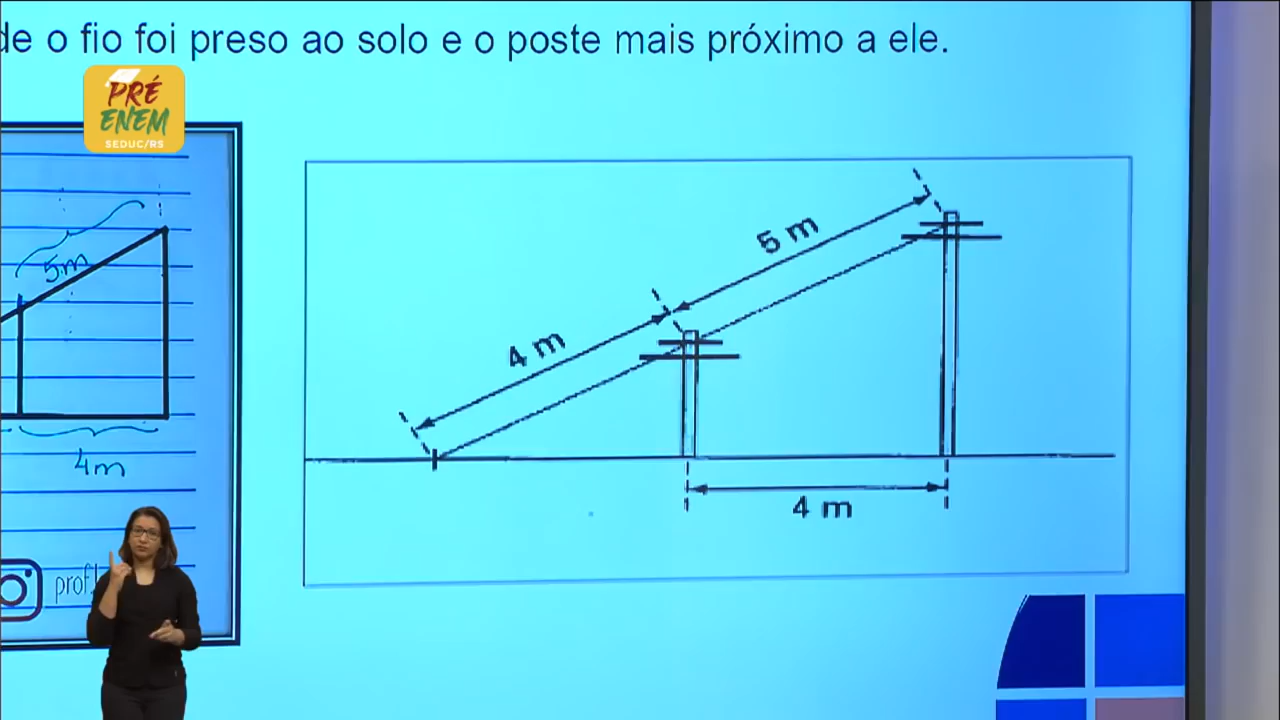 de o fio foi preso ao solo e o poste mais próximo a ele.
PRÉ
ENEM
SEDUC/RS
5m
4m
prof
5 m
4 m
4 m